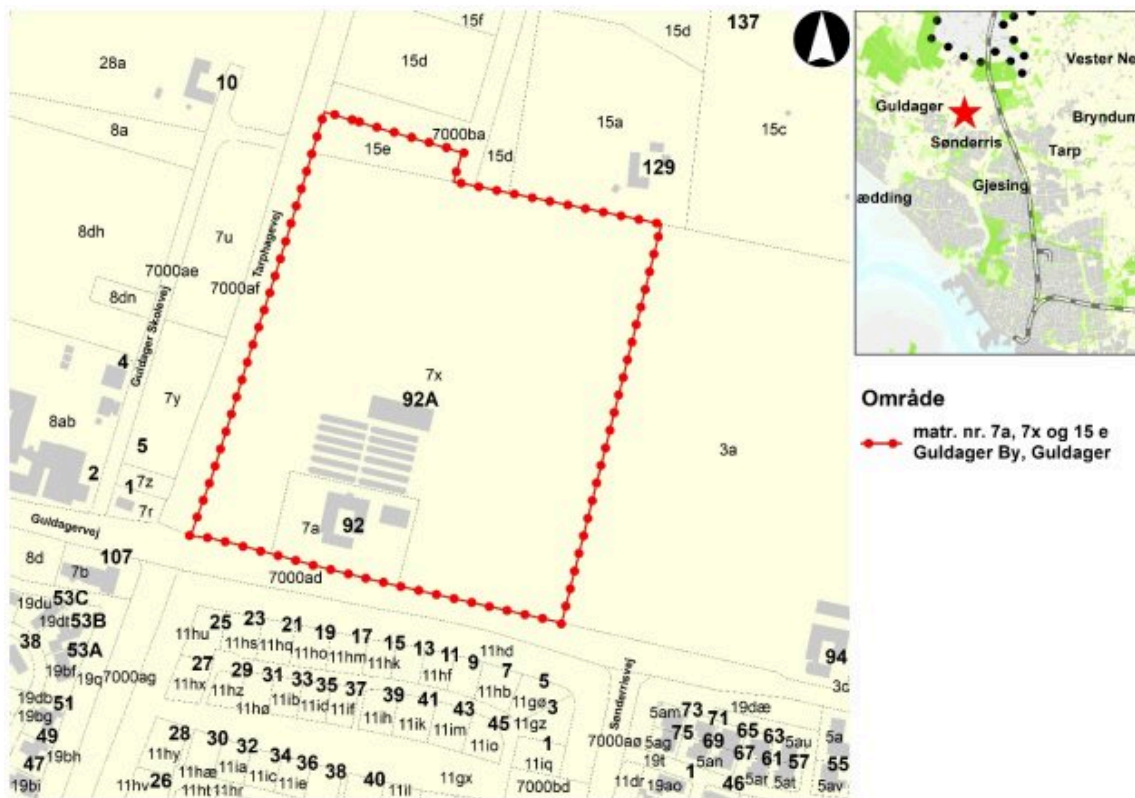 15f
137
15d
15d
28a
10
15d
15a
15c
8a
7000ba
15e
15d
129
7u
8dh
Tarphagevej
7000ae
7000af
8dn
Guldager Skolevej
4
7x
92A
7y
8ab
3a
5
2
7z
1
7r
7a
92
Guldagervej
107
8d
7b
7000ad
19du
53C
19dt
53B
38
53A
19bf
19q
7000ag
19db
51
19bg
49
19bh
47
19bi
25
23
21
19
17
15
13
11
9
11hd
7
5
11hu
11hs
11hq
11ho
11hm
11hk
11hf
11hb
11gø
3
27
29
31
33
35
37
39
41
43
45
11gz
11hx
11hz
11hø
11ib
11id
11if
11ih
11ik
11im
11io
1
11iq
28
30
32
34
36
38
40
11hy
11hæ
11ia
11ic
11ie
11il
11gx
7000bd
11hv
26
11ht
11hr
Sønderrisvej
7000aø
11dr
94
3c
5am
73
71
19dæ
65
63
5au
5a
75
5ag
69
67
61
57
55
19t
5an
5ar
5at
5av
1
19ao
46
Guldager
Vester Ne
Bryndum
Sønderris
Tarp
Gjesing
ædding
Område
matr. nr. 7a, 7x og 15 e
Guldager By, Guldager